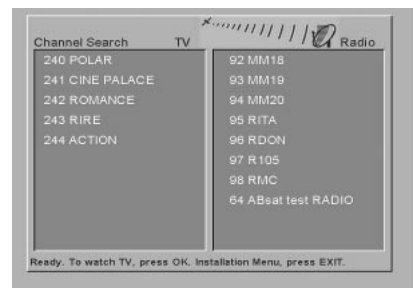 Channel Search TV Radio
240 POLAR
241 CINE PALACE
242 ROMANCE
243 RIRE
244 ACTION
92 MM18
93 MM19
94 MM20
95 RITA
96 RDON
97 R105
98 RMC
64 ABsat test RADIO
Ready. To watch TV, press OK. Installation Menu, press EXIT.